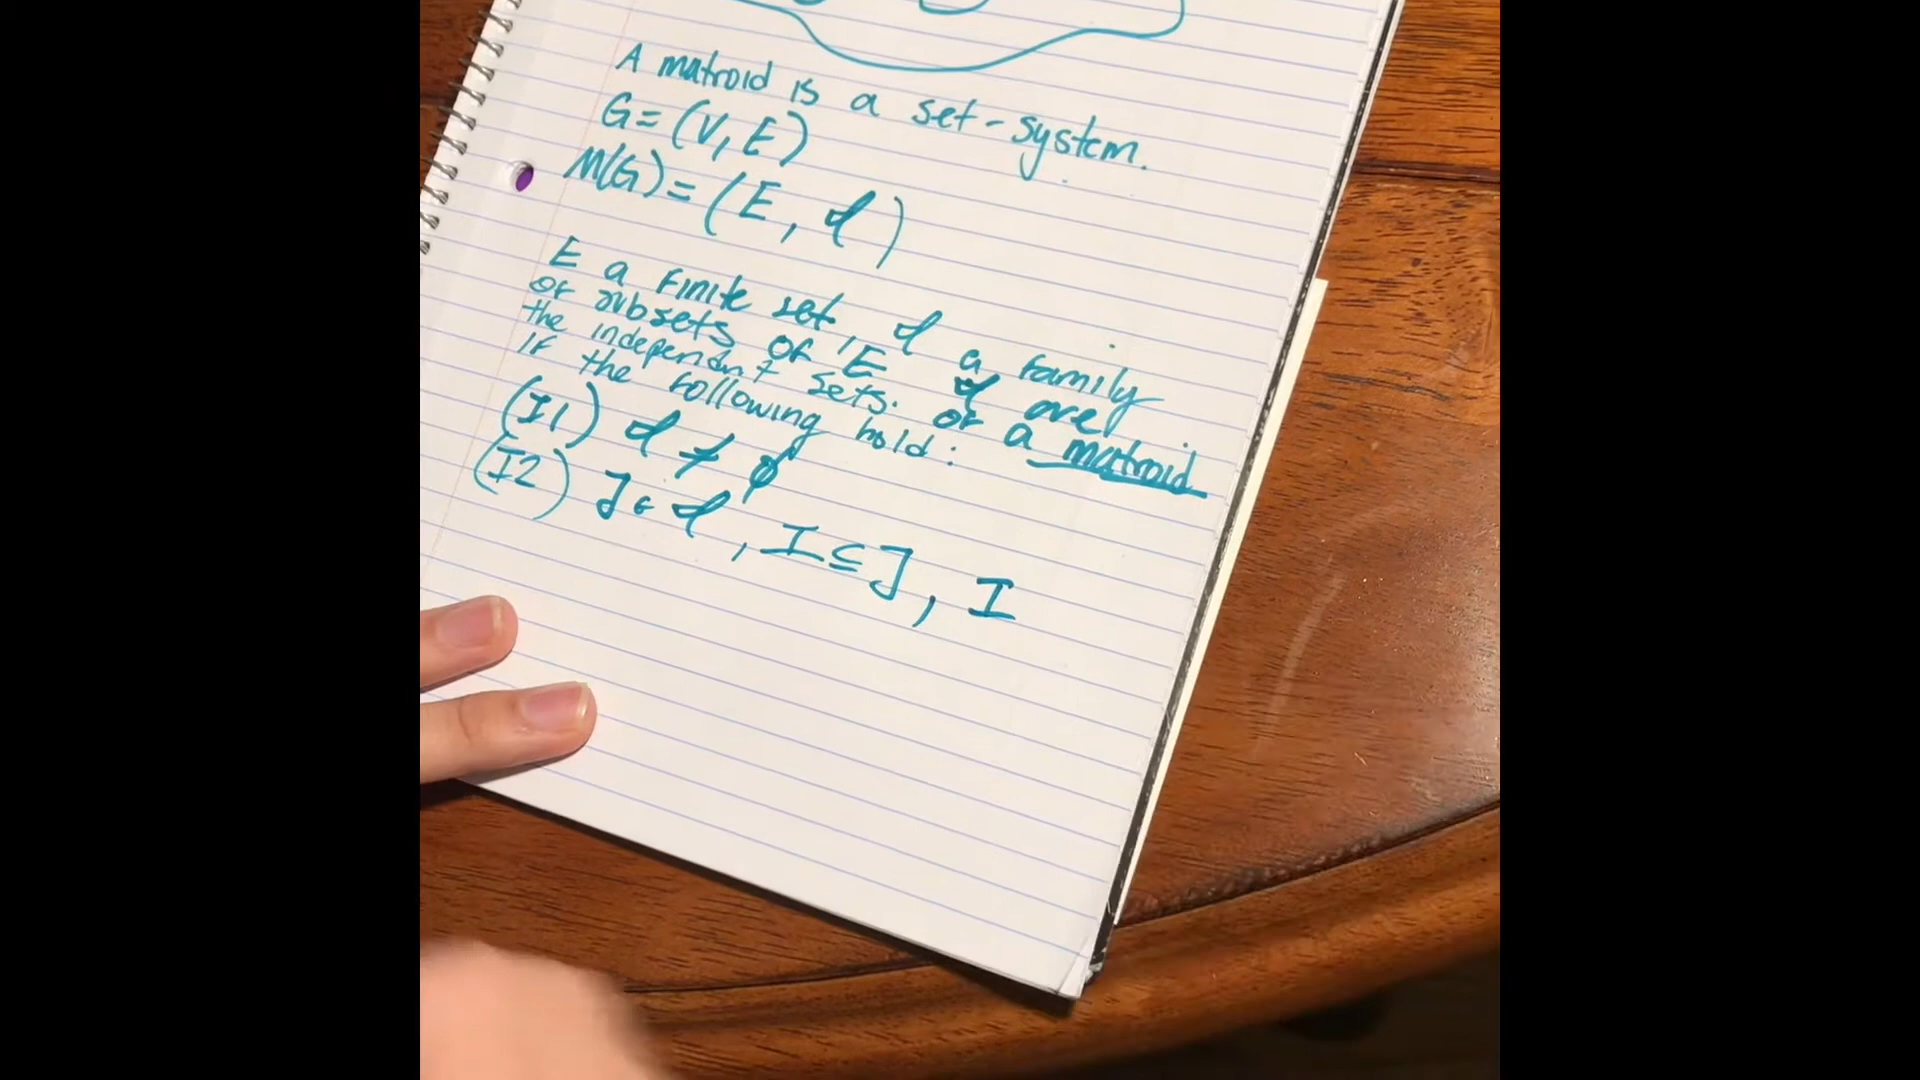 A matroid is a set-system.
G = (V, E)
M(G) = (E, ℐ)
E a finite set, ℐ a family
of subsets of E ℐ are
the independent sets. of a matroid
if the following hold:
(I1) ℐ ≠ ∅
(I2) J ∈ ℐ, I ⊆ J, I